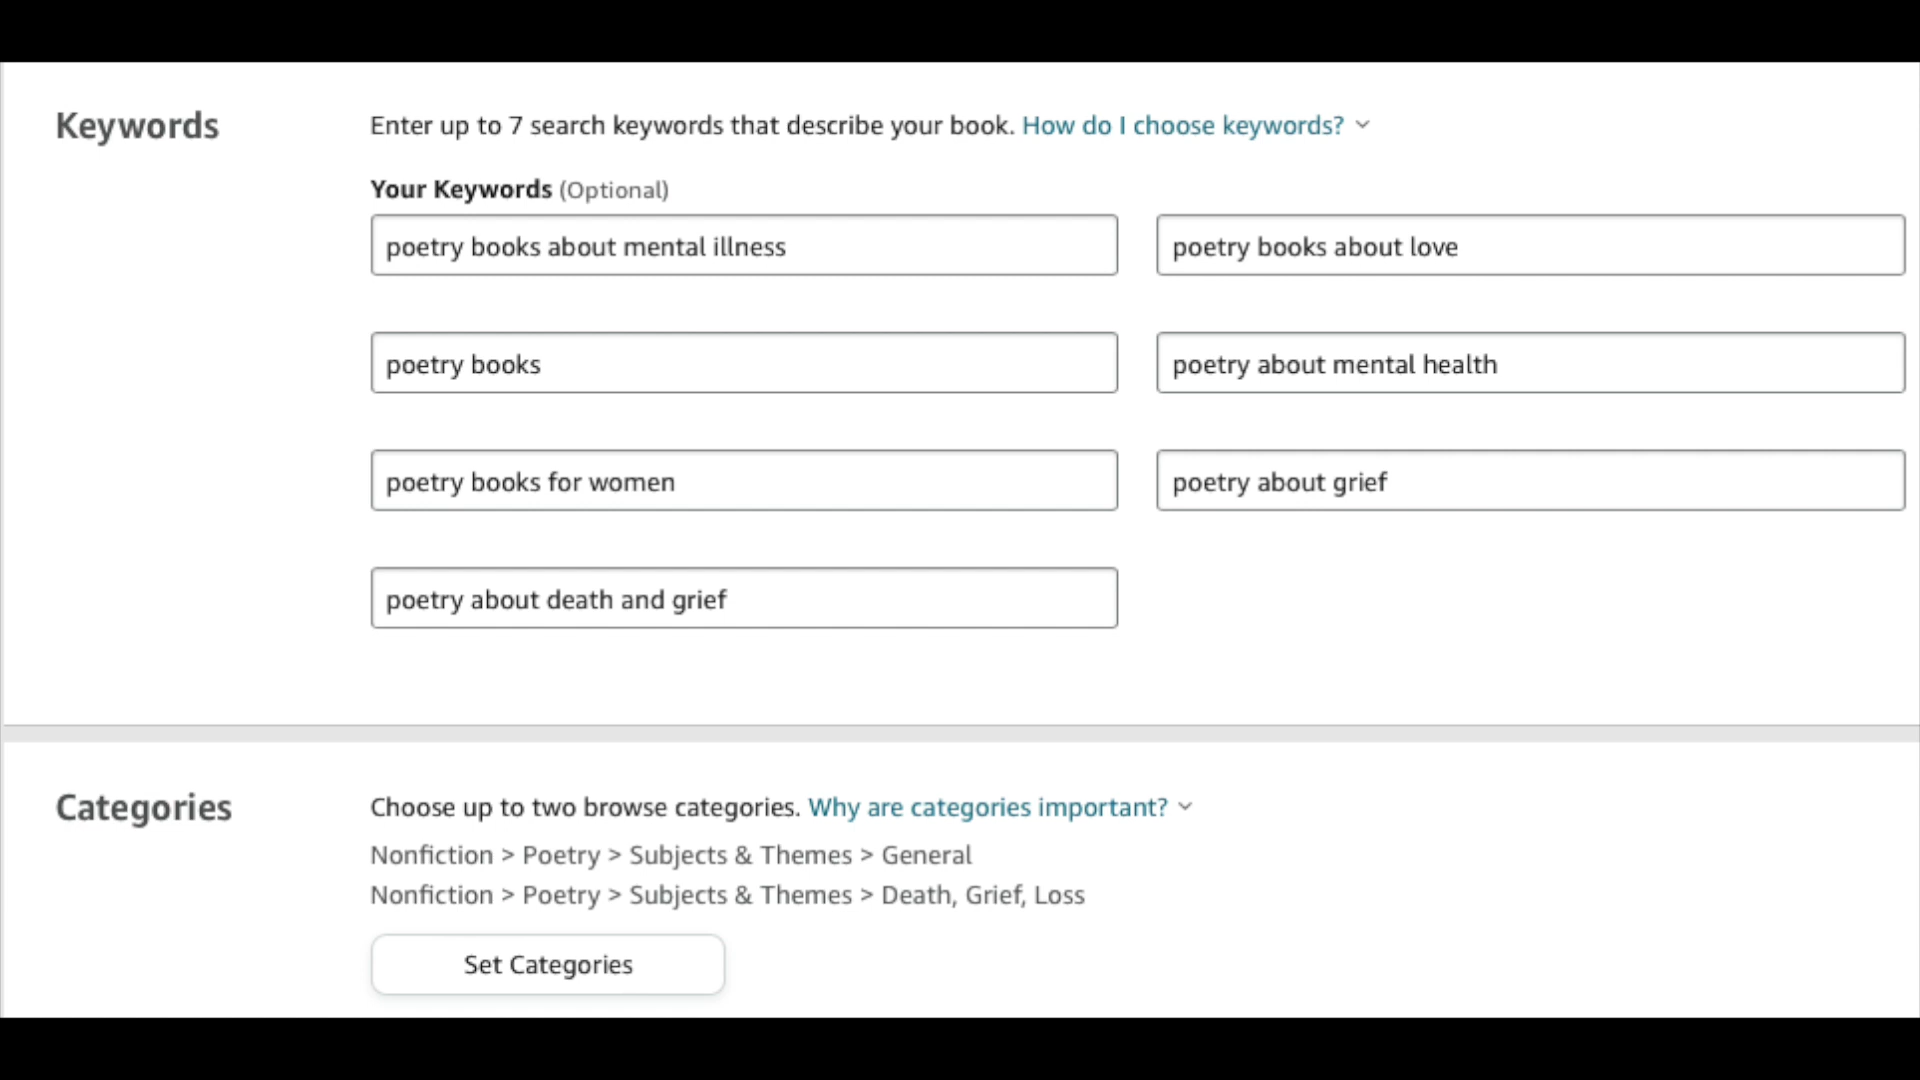 Keywords
Enter up to 7 search keywords that describe your book. How do I choose keywords?
Your Keywords (Optional)
poetry books about mental illness
poetry books about love
poetry books
poetry about mental health
poetry books for women
poetry about grief
poetry about death and grief
Categories
Choose up to two browse categories. Why are categories important?
Nonfiction > Poetry > Subjects & Themes > General
Nonfiction > Poetry > Subjects & Themes > Death, Grief, Loss
Set Categories